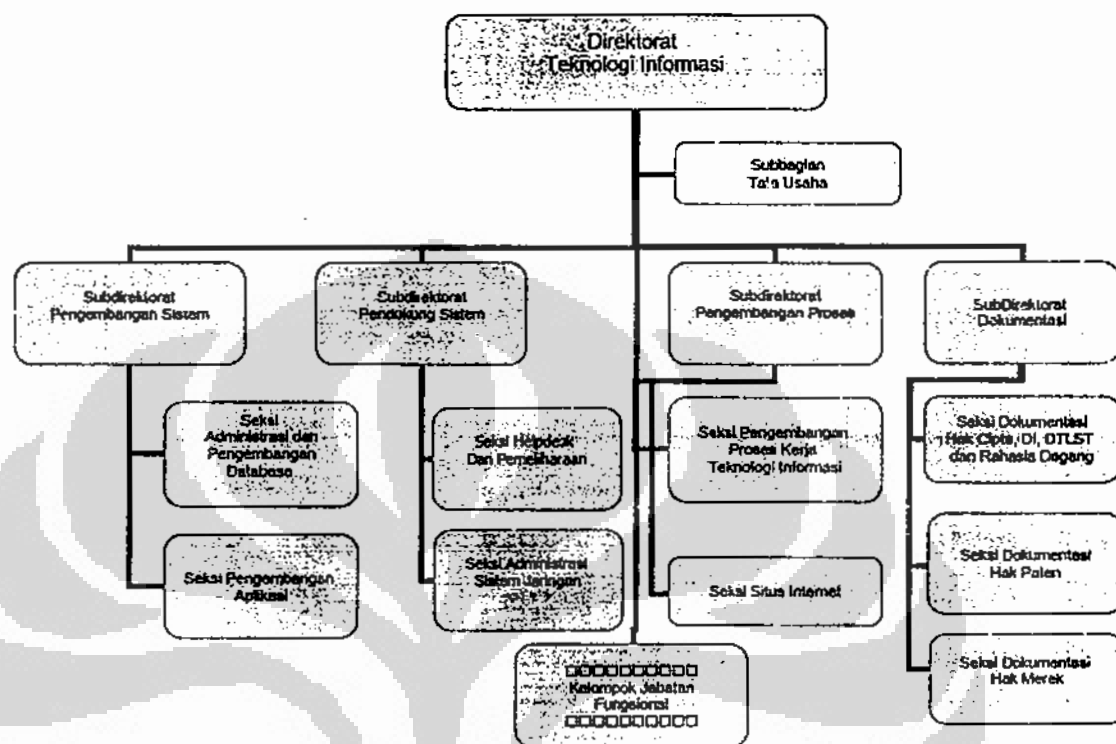 Direktorat
Teknologi Informasi
Subbagian
Tata Usaha
Subdirektorat
Pengembangan Sistem
Subdirektorat
Pendukung Sistem
Subdirektorat
Pengembangan Proses
SubDirektorat
Dokumentasi
Seksi
Administrasi dan
Pengembangan
Database
Seksi Helpdesk
Dan Pemeliharaan
Seksi Pengembangan
Proses Kerja
Teknologi Informasi
Seksi Dokumentasi
Hak Cipta, DI, DTLST
dan Rahasia Dagang
Seksi Pengembangan
Aplikasi
Seksi Administrasi
Sistem Jaringan
Seksi Situs Internet
Seksi Dokumentasi
Hak Paten
Seksi Dokumentasi
Hak Merek
□□□□□□□□□□
Kelompok Jabatan
Fungsional
□□□□□□□□□□